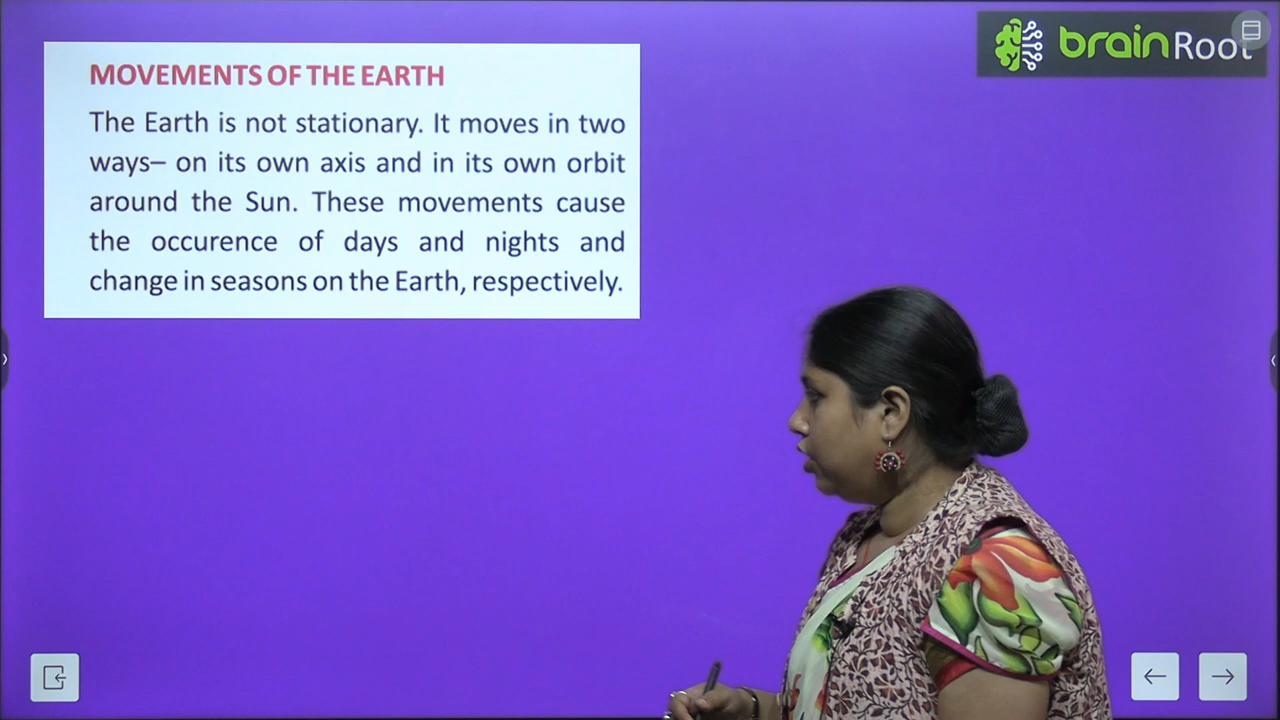 brainRoot
MOVEMENTS OF THE EARTH
The Earth is not stationary. It moves in two
ways– on its own axis and in its own orbit
around the Sun. These movements cause
the occurence of days and nights and
change in seasons on the Earth, respectively.